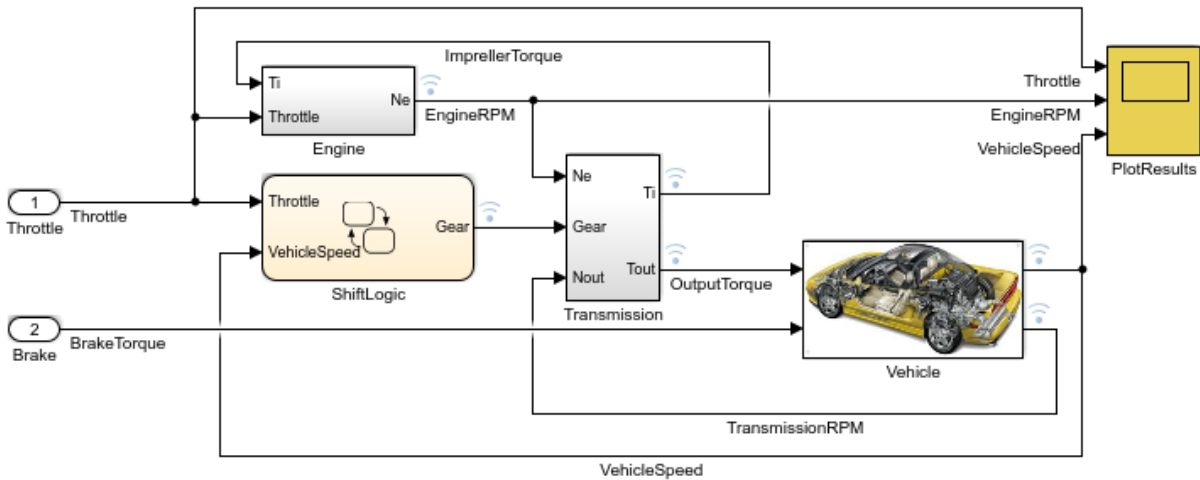 ImprellerTorque
Ti
Throttle
Ne
EngineRPM
Engine
Throttle
EngineRPM
VehicleSpeed
PlotResults
1
Throttle
Throttle
Throttle
VehicleSpeed
Gear
ShiftLogic
Ne
Gear
Nout
Ti
Tout
OutputTorque
Transmission
2
BrakeTorque
Brake
Vehicle
TransmissionRPM
VehicleSpeed